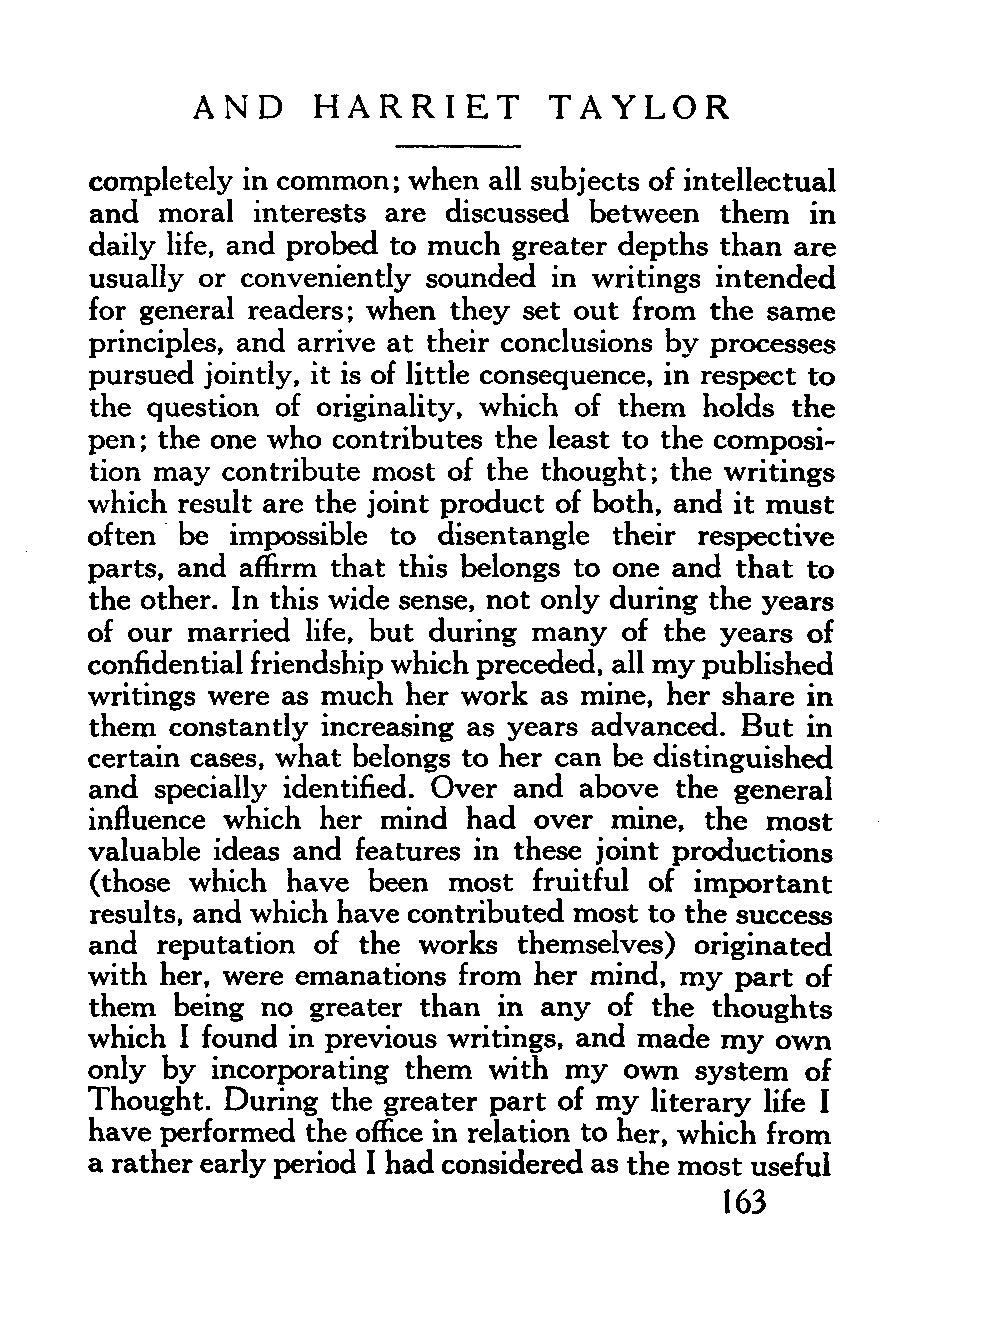 AND HARRIET TAYLOR
completely in common; when all subjects of intellectual
and moral interests are discussed between them in
daily life, and probed to much greater depths than are
usually or conveniently sounded in writings intended
for general readers; when they set out from the same
principles, and arrive at their conclusions by processes
pursued jointly, it is of little consequence, in respect to
the question of originality, which of them holds the
pen; the one who contributes the least to the composi-
tion may contribute most of the thought; the writings
which result are the joint product of both, and it must
often be impossible to disentangle their respective
parts, and affirm that this belongs to one and that to
the other. In this wide sense, not only during the years
of our married life, but during many of the years of
confidential friendship which preceded, all my published
writings were as much her work as mine, her share in
them constantly increasing as years advanced. But in
certain cases, what belongs to her can be distinguished
and specially identified. Over and above the general
influence which her mind had over mine, the most
valuable ideas and features in these joint productions
(those which have been most fruitful of important
results, and which have contributed most to the success
and reputation of the works themselves) originated
with her, were emanations from her mind, my part of
them being no greater than in any of the thoughts
which I found in previous writings, and made my own
only by incorporating them with my own system of
Thought. During the greater part of my literary life I
have performed the office in relation to her, which from
a rather early period I had considered as the most useful
163